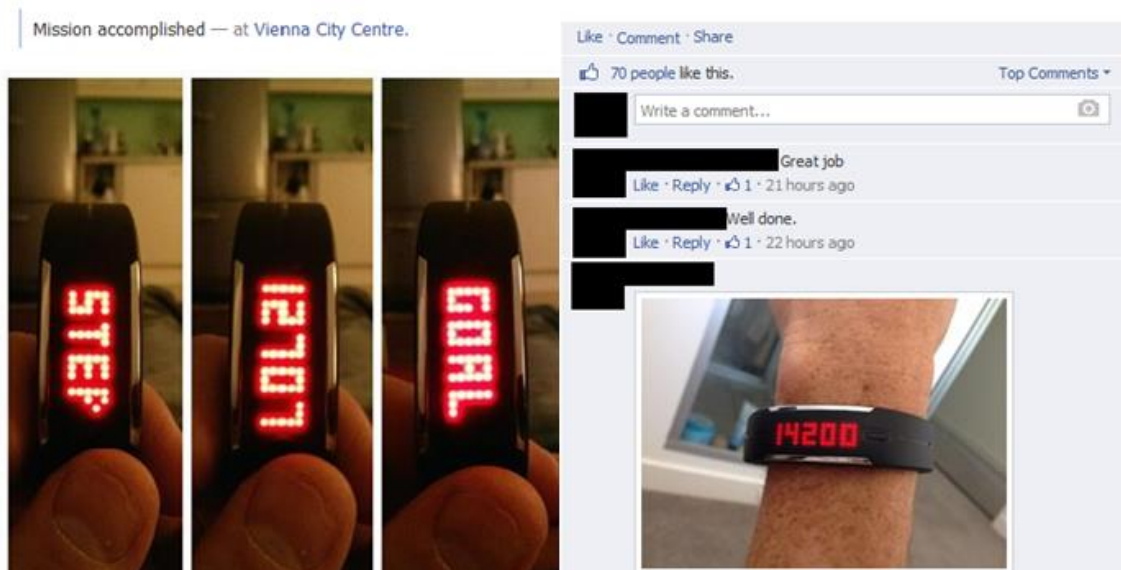 Mission accomplished — at Vienna City Centre.
STEP
12707
GOAL
Like · Comment · Share
70 people like this.
Top Comments
Write a comment...
Great job
Like · Reply · 1 · 21 hours ago
Well done.
Like · Reply · 1 · 22 hours ago
14200